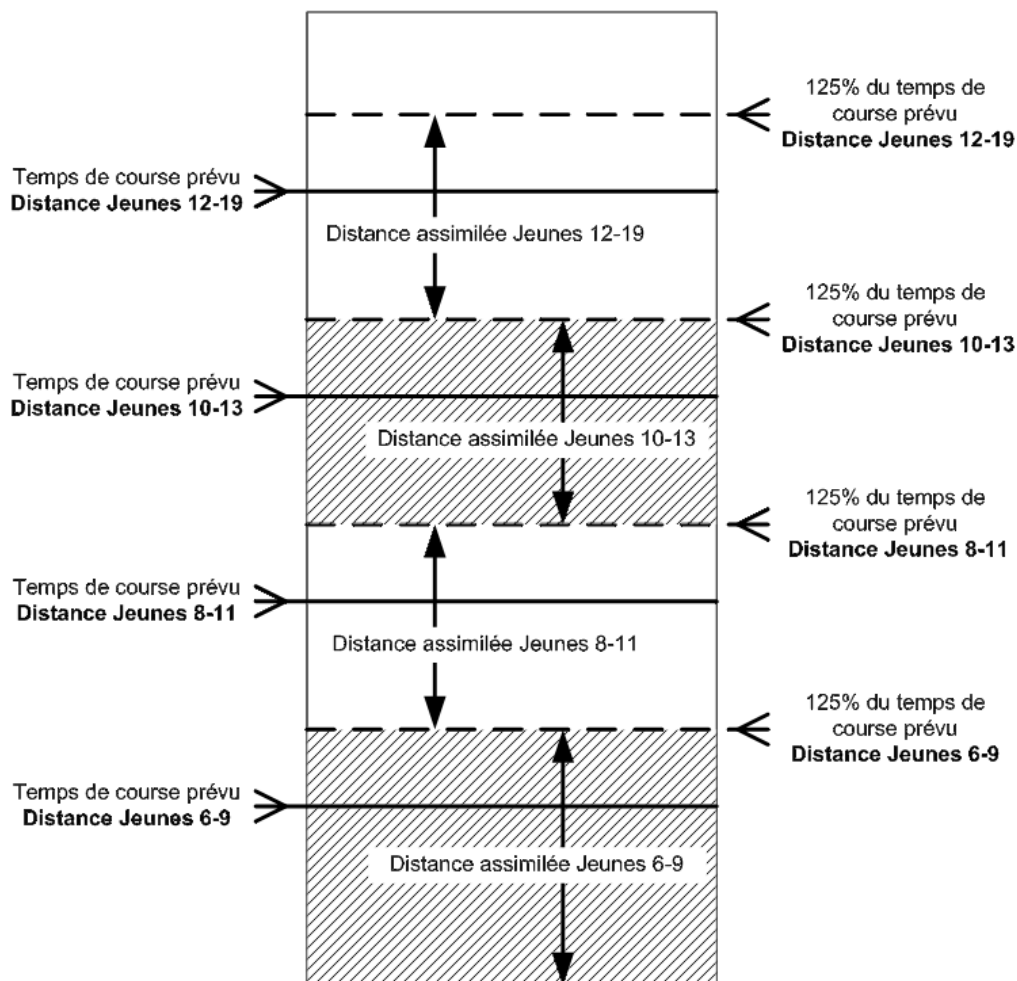 125% du temps de
course prévu
Distance Jeunes 12-19
Temps de course prévu
Distance Jeunes 12-19
Distance assimilée Jeunes 12-19
125% du temps de
course prévu
Distance Jeunes 10-13
Temps de course prévu
Distance Jeunes 10-13
Distance assimilée Jeunes 10-13
125% du temps de
course prévu
Distance Jeunes 8-11
Temps de course prévu
Distance Jeunes 8-11
Distance assimilée Jeunes 8-11
125% du temps de
course prévu
Distance Jeunes 6-9
Temps de course prévu
Distance Jeunes 6-9
Distance assimilée Jeunes 6-9